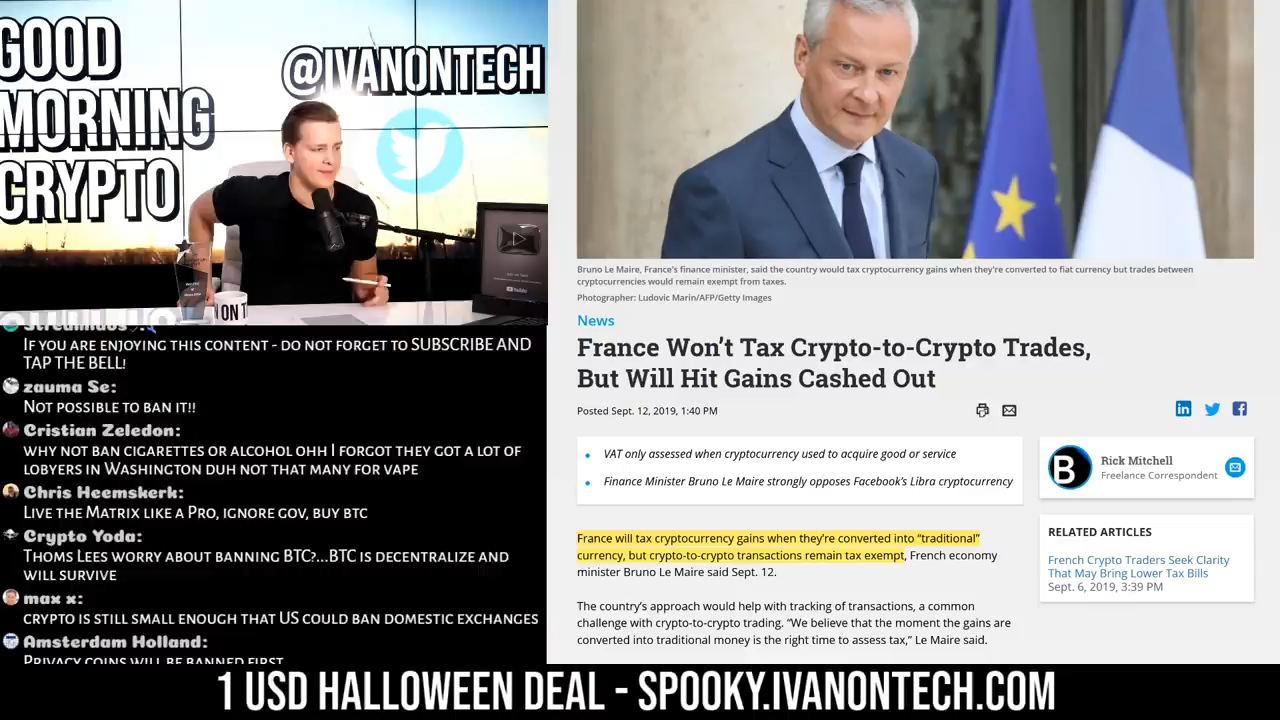 GOOD
MORNING
CRYPTO
@IVANONTECH
ON T
Streamlabs
IF YOU ARE ENJOYING THIS CONTENT - DO NOT FORGET TO SUBSCRIBE AND
TAP THE BELL!
zauma Se:
NOT POSSIBLE TO BAN IT!!
Cristian Zeledon:
WHY NOT BAN CIGARETTES OR ALCOHOL OHH I FORGOT THEY GOT A LOT OF
LOBYERS IN WASHINGTON DUH NOT THAT MANY FOR VAPE
Chris Heemskerk:
LIVE THE MATRIX LIKE A PRO, IGNORE GOV, BUY BTC
Crypto Yoda:
THOMS LEES WORRY ABOUT BANNING BTC?...BTC IS DECENTRALIZE AND
WILL SURVIVE
max x:
CRYPTO IS STILL SMALL ENOUGH THAT US COULD BAN DOMESTIC EXCHANGES
Amsterdam Holland:
PRIVACY COINS WILL BE BANNED FIRST
Bruno Le Maire, France's finance minister, said the country would tax cryptocurrency gains when they're converted to fiat currency but trades between
cryptocurrencies would remain exempt from taxes.
Photographer: Ludovic Marin/AFP/Getty Images
News
France Won't Tax Crypto-to-Crypto Trades,
But Will Hit Gains Cashed Out
Posted Sept. 12, 2019, 1:40 PM
VAT only assessed when cryptocurrency used to acquire good or service
Finance Minister Bruno Le Maire strongly opposes Facebook's Libra cryptocurrency
B
Rick Mitchell
Freelance Correspondent
RELATED ARTICLES
French Crypto Traders Seek Clarity
That May Bring Lower Tax Bills
Sept. 6, 2019, 3:39 PM
France will tax cryptocurrency gains when they're converted into "traditional"
currency, but crypto-to-crypto transactions remain tax exempt, French economy
minister Bruno Le Maire said Sept. 12.
The country's approach would help with tracking of transactions, a common
challenge with crypto-to-crypto trading. "We believe that the moment the gains are
converted into traditional money is the right time to assess tax," Le Maire said.
1 USD HALLOWEEN DEAL - SPOOKY.IVANONTECH.COM